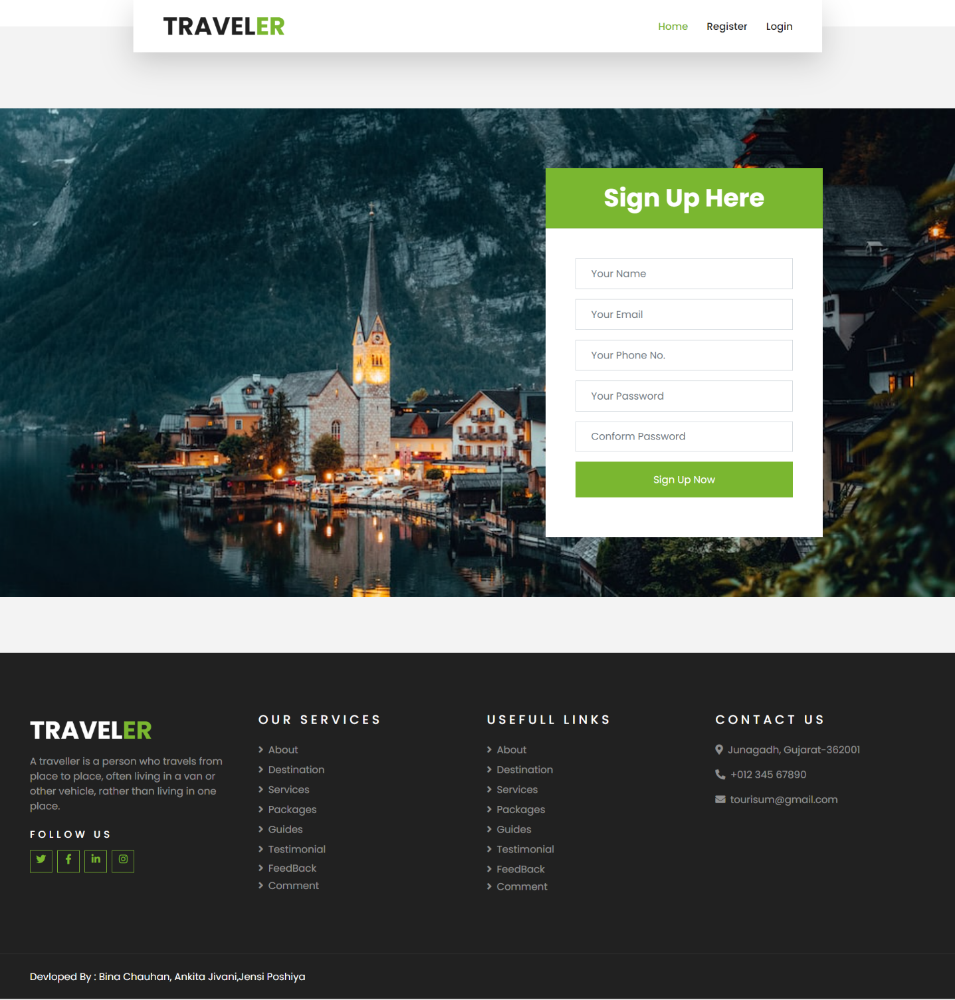 TRAVELER
Home Register Login
Sign Up Here
Your Name
Your Email
Your Phone No.
Your Password
Conform Password
Sign Up Now
TRAVELER
A traveller is a person who travels from
place to place, often living in a van or
other vehicle, rather than living in one
place.
FOLLOW US
OUR SERVICES
About
Destination
Services
Packages
Guides
Testimonial
FeedBack
Comment
USEFULL LINKS
About
Destination
Services
Packages
Guides
Testimonial
FeedBack
Comment
CONTACT US
Junagadh, Gujarat-362001
+012 345 67890
tourisum@gmail.com
Devloped By : Bina Chauhan, Ankita Jivani,Jensi Poshiya